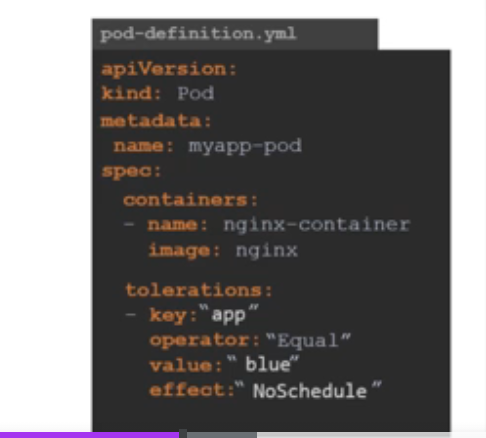 pod-definition.yml
apiVersion:
kind: Pod
metadata:
name: myapp-pod
spec:
containers:
- name: nginx-container
image: nginx
tolerations:
- key:“app”
operator:“Equal”
value:“ blue”
effect:“ NoSchedule”